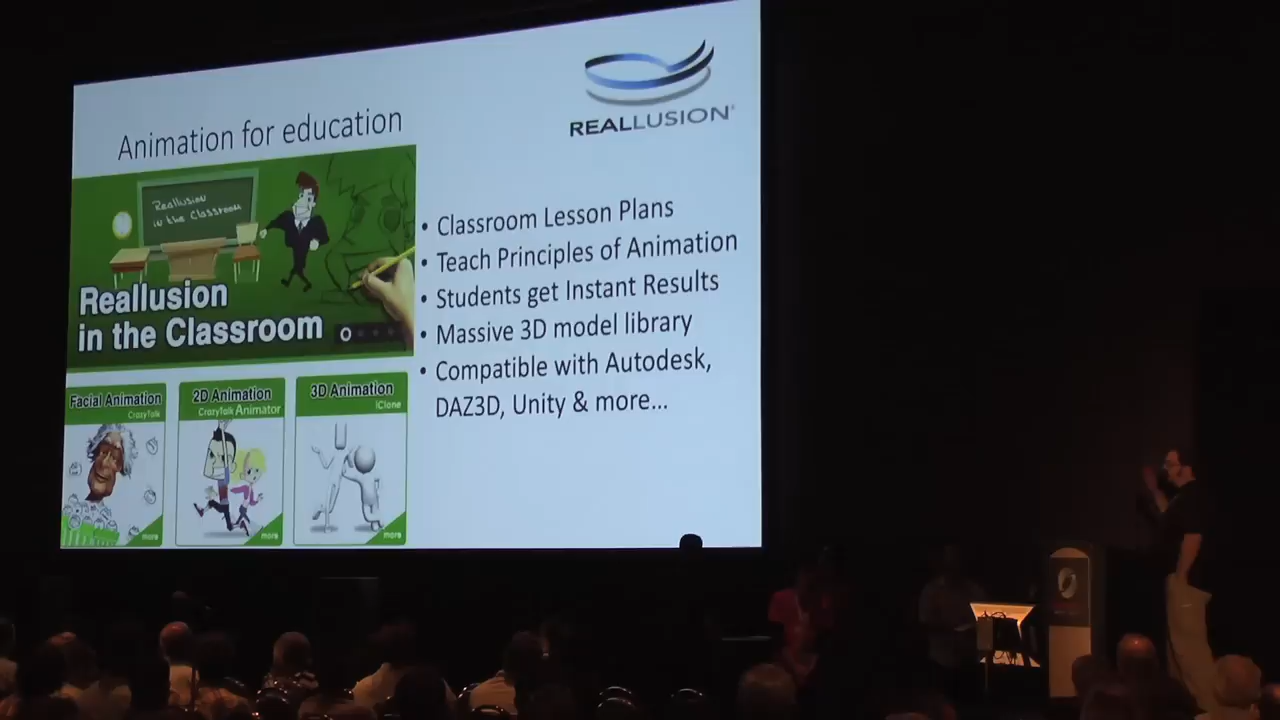 REALLUSION
Animation for education
Reallusion
in the Classroom
Reallusion
in the Classroom
Facial Animation
CrazyTalk
more
2D Animation
CrazyTalk Animator
more
3D Animation
iClone
more
• Classroom Lesson Plans
• Teach Principles of Animation
• Students get Instant Results
• Massive 3D model library
• Compatible with Autodesk,
DAZ3D, Unity & more...